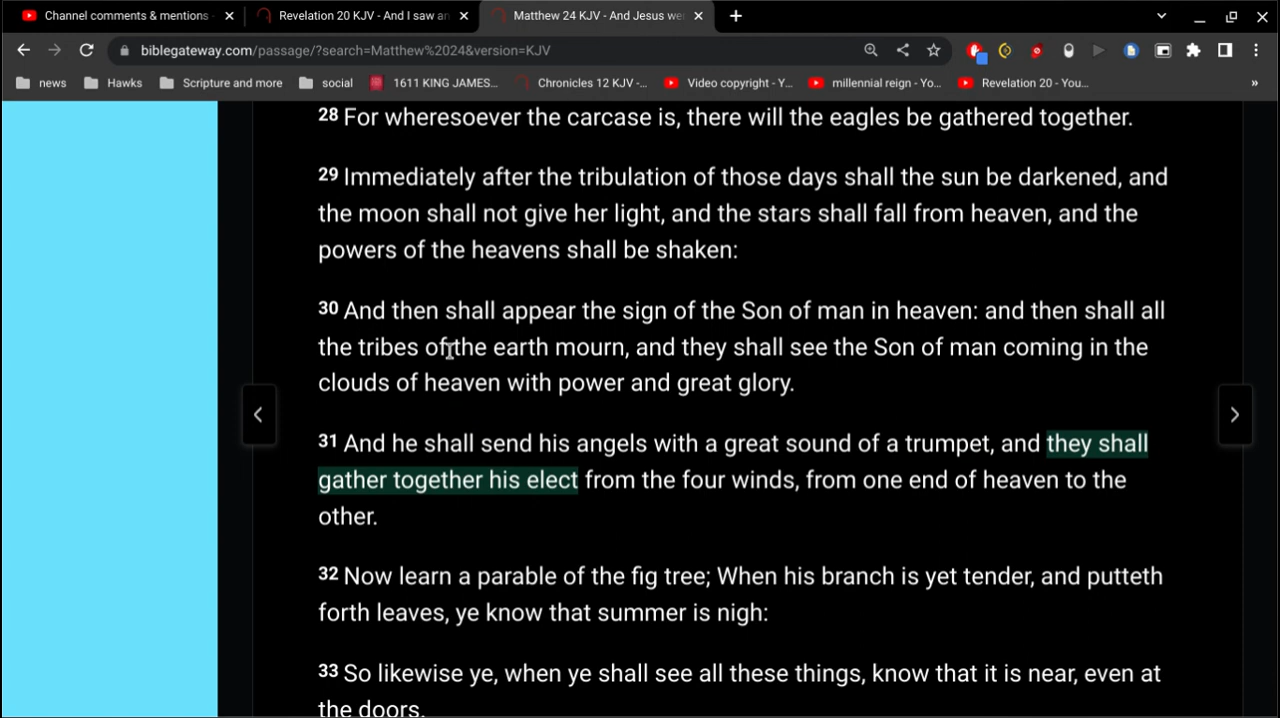 Channel comments & mentions -
Revelation 20 KJV - And I saw an
Matthew 24 KJV - And Jesus we
biblegateway.com/passage/?search=Matthew%2024&version=KJV
news
Hawks
Scripture and more
social
1611 KING JAMES...
Chronicles 12 KJV -...
Video copyright - Y...
millennial reign - Yo...
Revelation 20 - You...
»
28 For wheresoever the carcase is, there will the eagles be gathered together.
29 Immediately after the tribulation of those days shall the sun be darkened, and
the moon shall not give her light, and the stars shall fall from heaven, and the
powers of the heavens shall be shaken:
30 And then shall appear the sign of the Son of man in heaven: and then shall all
the tribes of the earth mourn, and they shall see the Son of man coming in the
clouds of heaven with power and great glory.
31 And he shall send his angels with a great sound of a trumpet, and they shall
gather together his elect from the four winds, from one end of heaven to the
other.
32 Now learn a parable of the fig tree; When his branch is yet tender, and putteth
forth leaves, ye know that summer is nigh:
33 So likewise ye, when ye shall see all these things, know that it is near, even at
the doors.